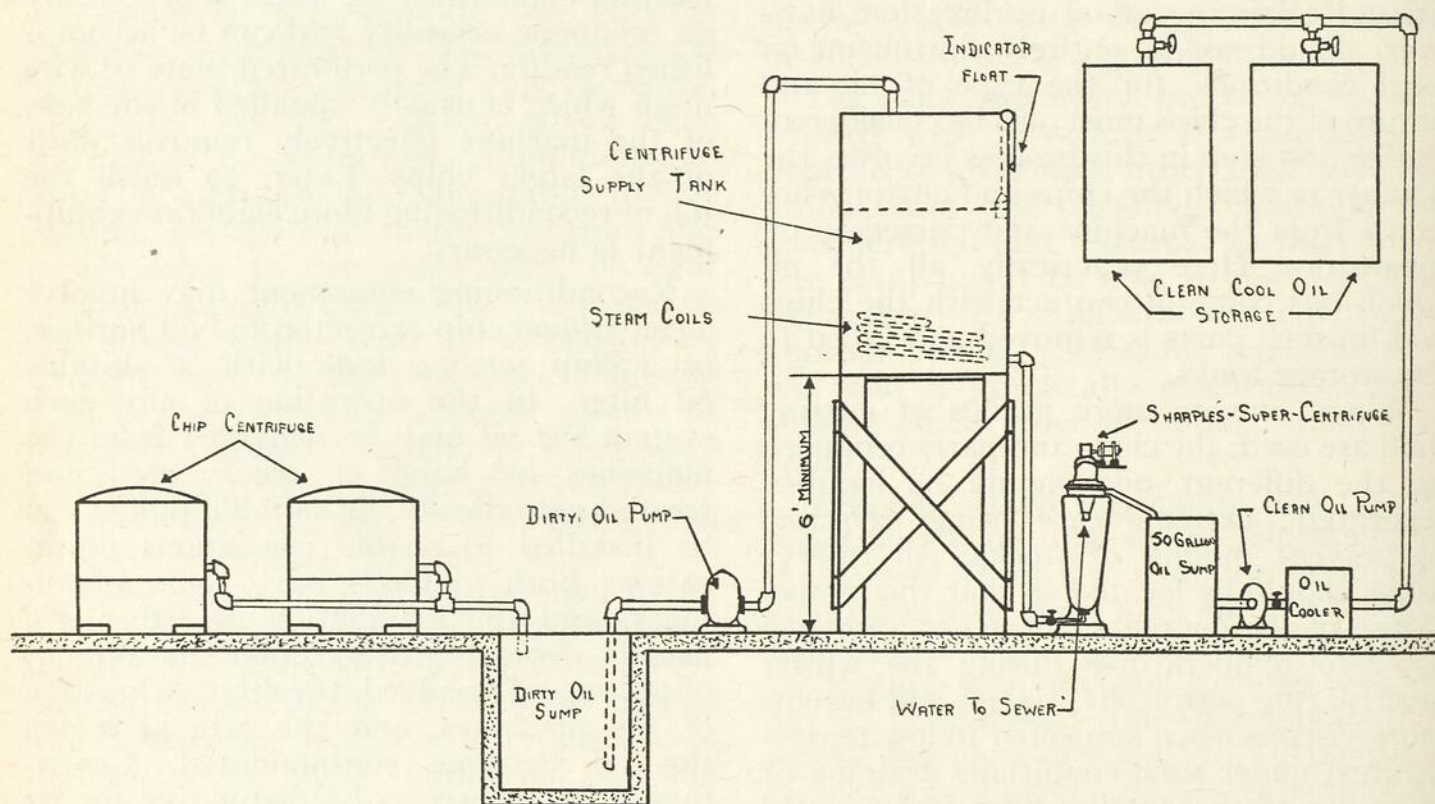 INDICATOR
FLOAT
CENTRIFUGE
SUPPLY TANK
CLEAN COOL OIL
STORAGE
STEAM COILS
SHARPLES-SUPER-CENTRIFUGE
CHIP CENTRIFUGE
6' MINIMUM
DIRTY OIL PUMP
CLEAN OIL PUMP
50 GALLON
OIL SUMP
OIL
COOLER
DIRTY OIL
SUMP
WATER TO SEWER